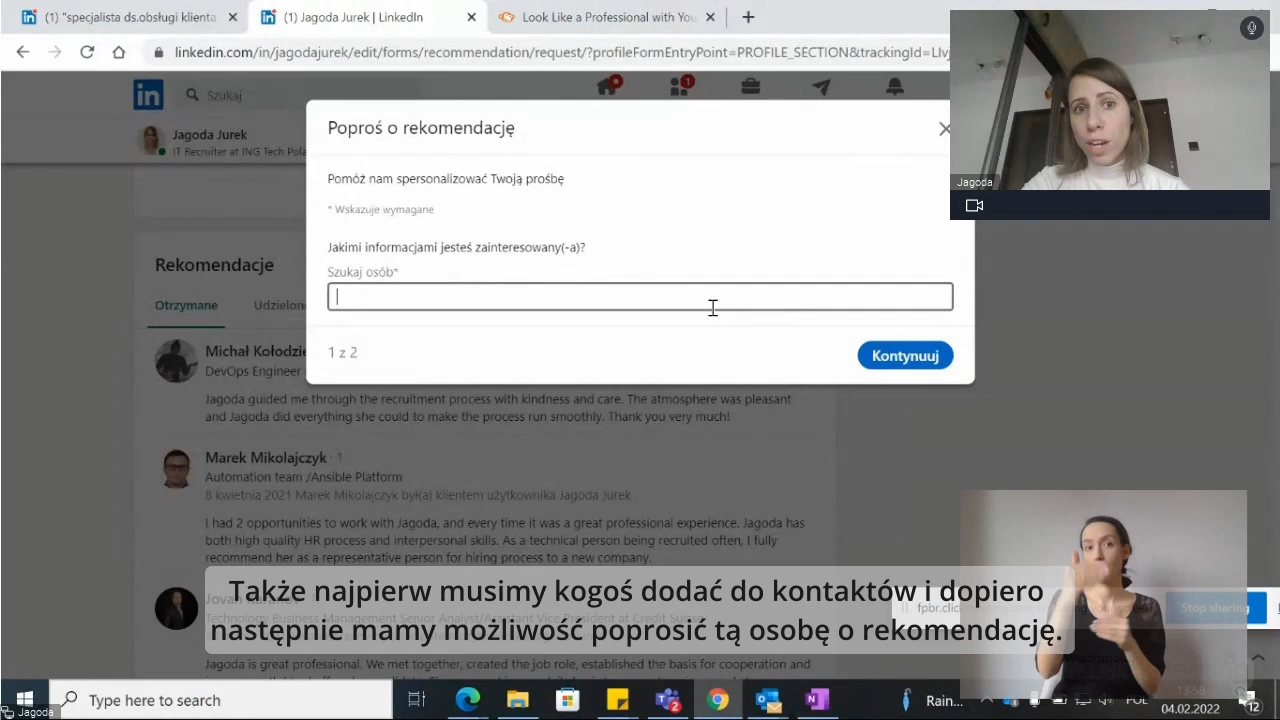 (1) "specjalista ds.obsługi klienta
(1) Jagoda Jurek | LinkedIn
Look Like a Professional with You
linkedin.com/in/jagodajurek/edit/forms/recommendation/request/?profileFormEntryPoint=PROFILE_SECTION&trackingId=
in
Szukaj
1
Jagoda Jurek
IT Recruiter at ING Tech Pola
Poproś o rekomendację
Pomóż nam spersonalizować Twoją prośbę
* Wskazuje wymagane
Jakimi informacjami jesteś zainteresowany(-a)?
Szukaj osób*
1 z 2
Kontynuuj
Jagoda
Rekomendacje
Otrzymane
Udzielon
Michał Kołodzie
DevOps Engineer
Jagoda guided me through the recruitment process with kindness and care. The atmosphere was pleasant
and Jagoda did everything she could to make the process run smoothly. Thank you very much!
Marek Mikolajczyk · 1.
Automation team /Ansible Platform
8 kwietnia 2021 Marek Mikolajczyk był(a) klientem użytkownika Jagoda Jurek
I had 2 opportunities to work with Jagoda, and every time it was a great professional experience. Jagoda has
both high quality HR process and interpersonal skills. As a technical person being recruited often, I fully
recommend her as a representative person for hiring process to a new company.
Także najpierw musimy kogoś dodać do kontaktów i dopiero
następnie mamy możliwość poprosić tą osobę o rekomendację.
Jovan
Stop sharing
Jagoda is great professional. We met together, created the job role, established the basis for cooperation and
Type here to search
2
Rain...
POL
13:58
04.02.2022
12
Jagoda